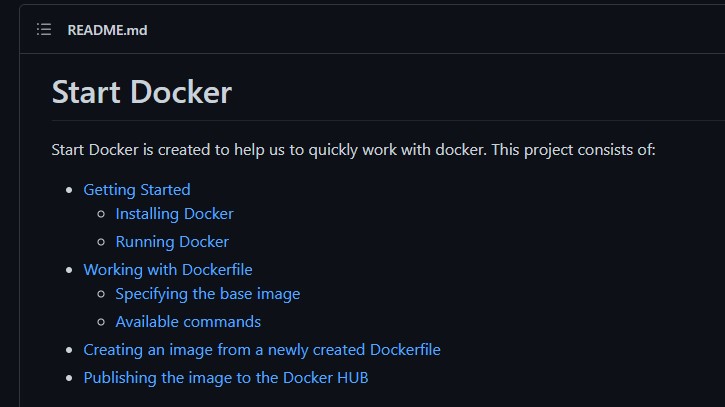 README.md
Start Docker
Start Docker is created to help us to quickly work with docker. This project consists of:
Getting Started
Installing Docker
Running Docker
Working with Dockerfile
Specifying the base image
Available commands
Creating an image from a newly created Dockerfile
Publishing the image to the Docker HUB